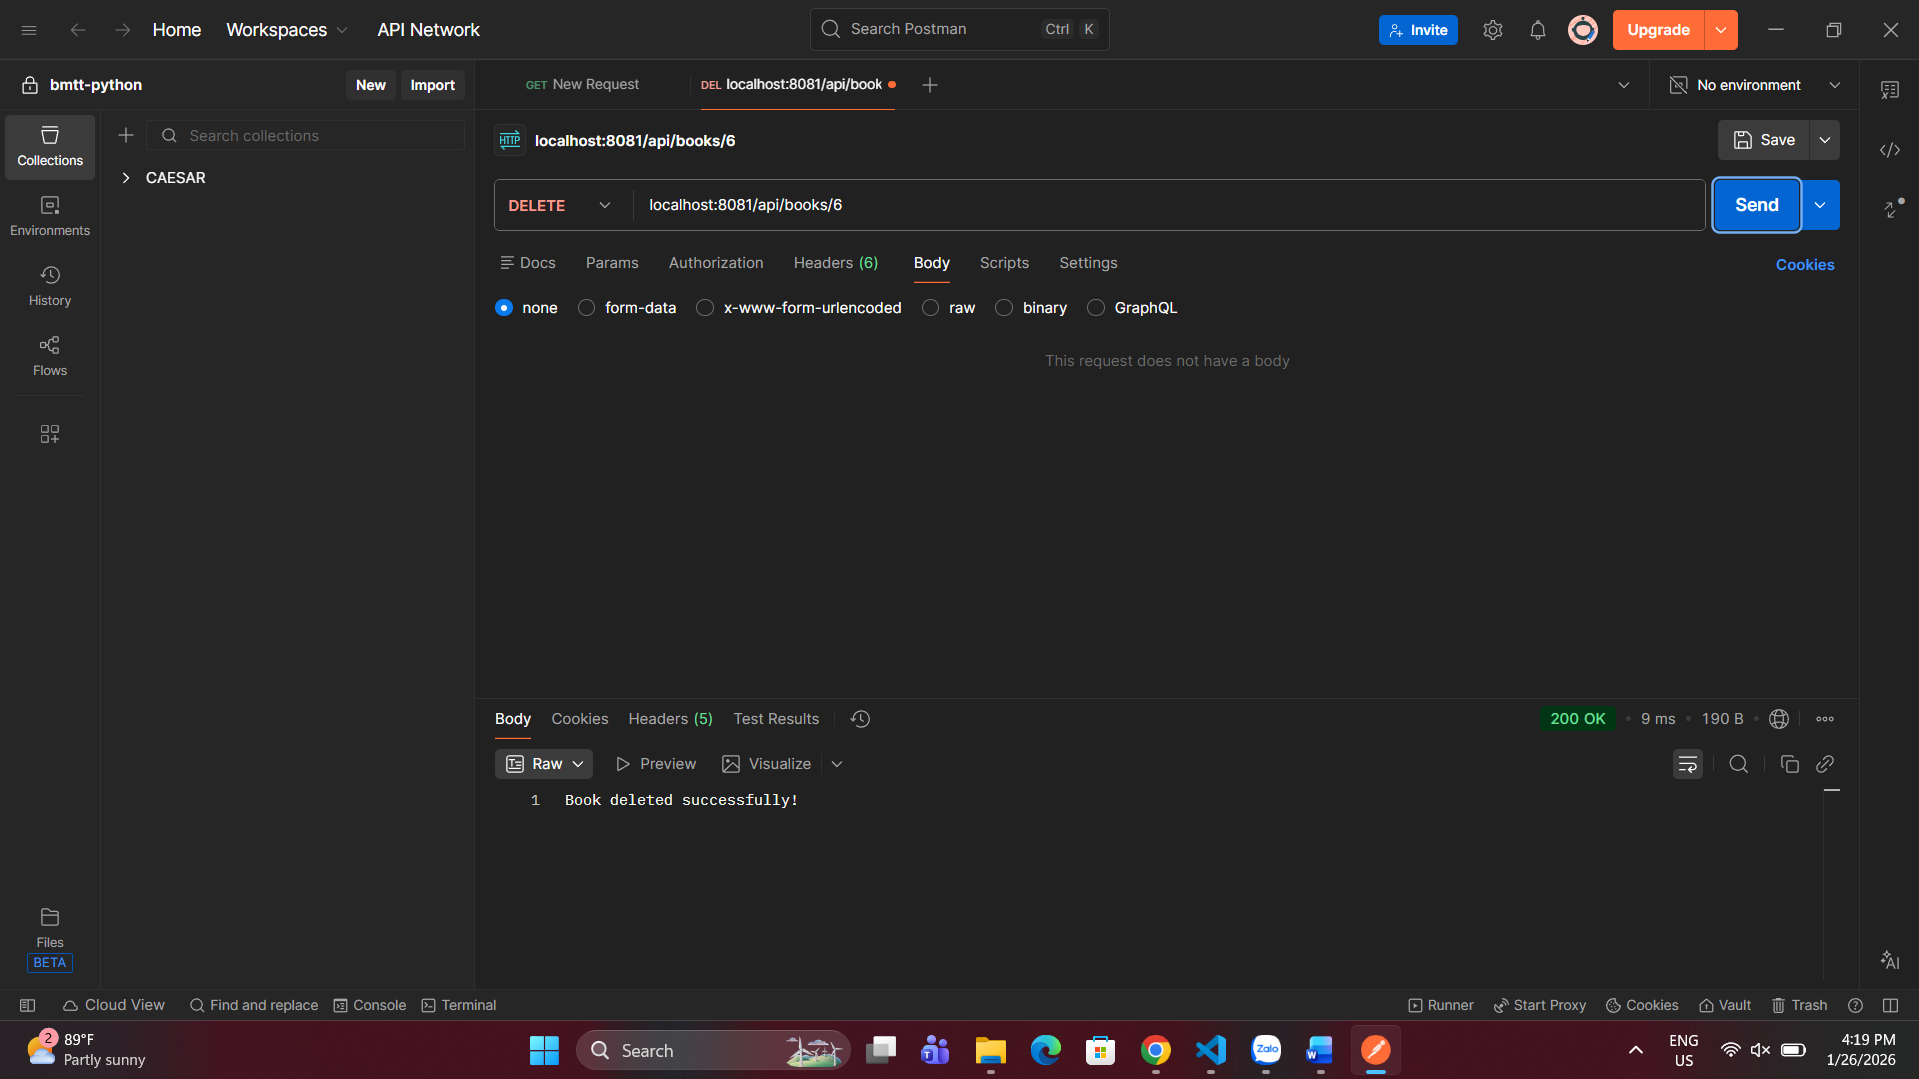 Home Workspaces API Network Search Postman Ctrl K Invite Upgrade
bmtt-python New Import GET New Request DEL localhost:8081/api/book No environment
Collections Search collections
CAESAR
Environments
History
Flows
Files
BETA
localhost:8081/api/books/6 Save
DELETE localhost:8081/api/books/6 Send
Docs Params Authorization Headers (6) Body Scripts Settings Cookies
none form-data x-www-form-urlencoded raw binary GraphQL
This request does not have a body
Body Cookies Headers (5) Test Results 200 OK • 9 ms • 190 B •
Raw Preview Visualize
1 Book deleted successfully!
Cloud View Find and replace Console Terminal Runner Start Proxy Cookies Vault Trash
2 89°F
Partly sunny
Search
Zalo
ENG
US
4:19 PM
1/26/2026